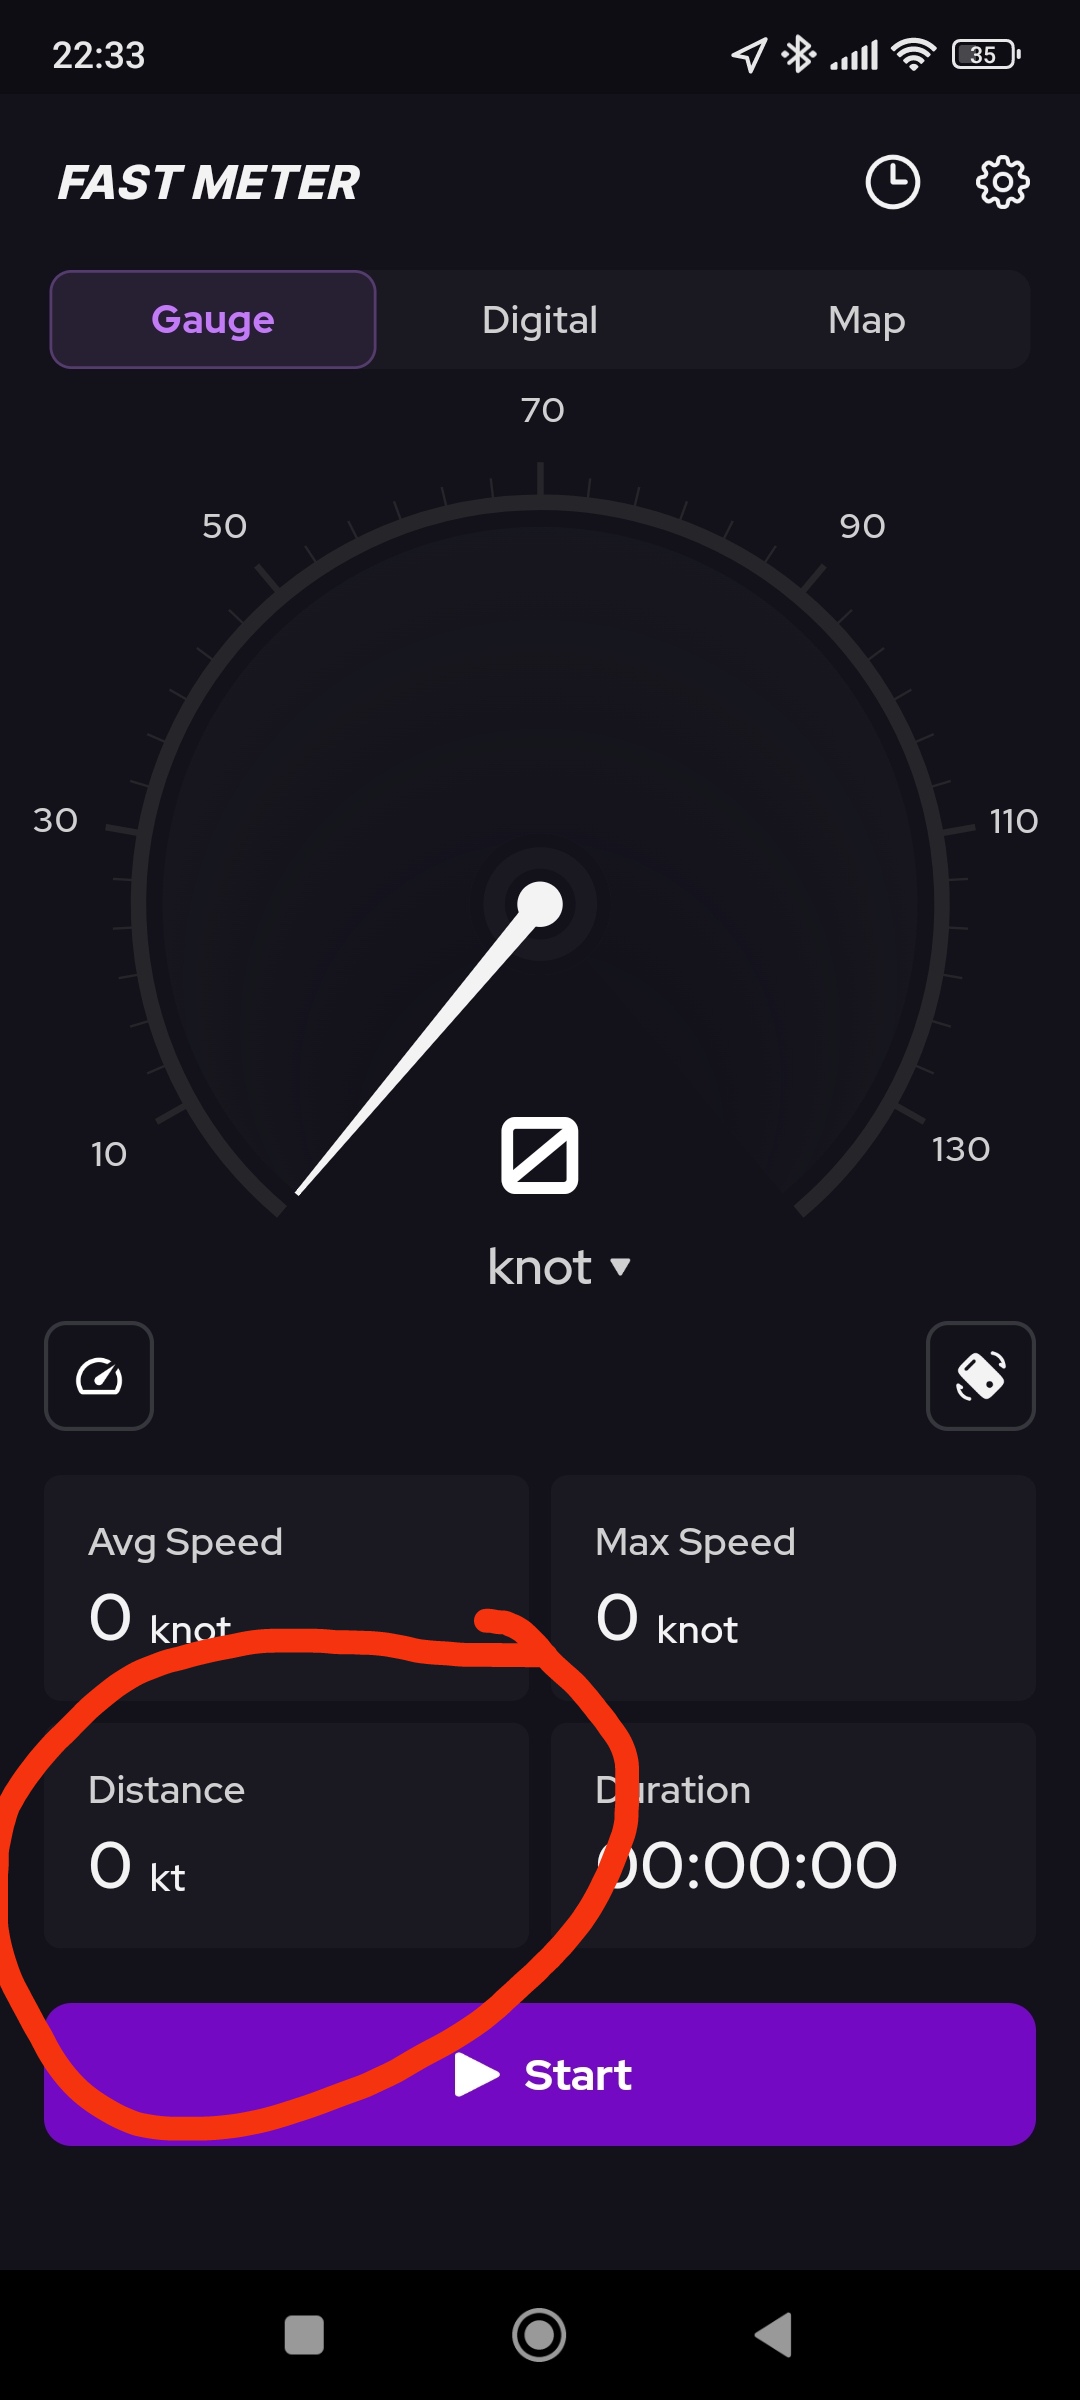 22:33
35
FAST METER
Gauge Digital Map
70
50 90
30 110
10 130
0
knot
Avg Speed Max Speed
0 knot 0 knot
Distance Duration
0 kt 00:00:00
Start